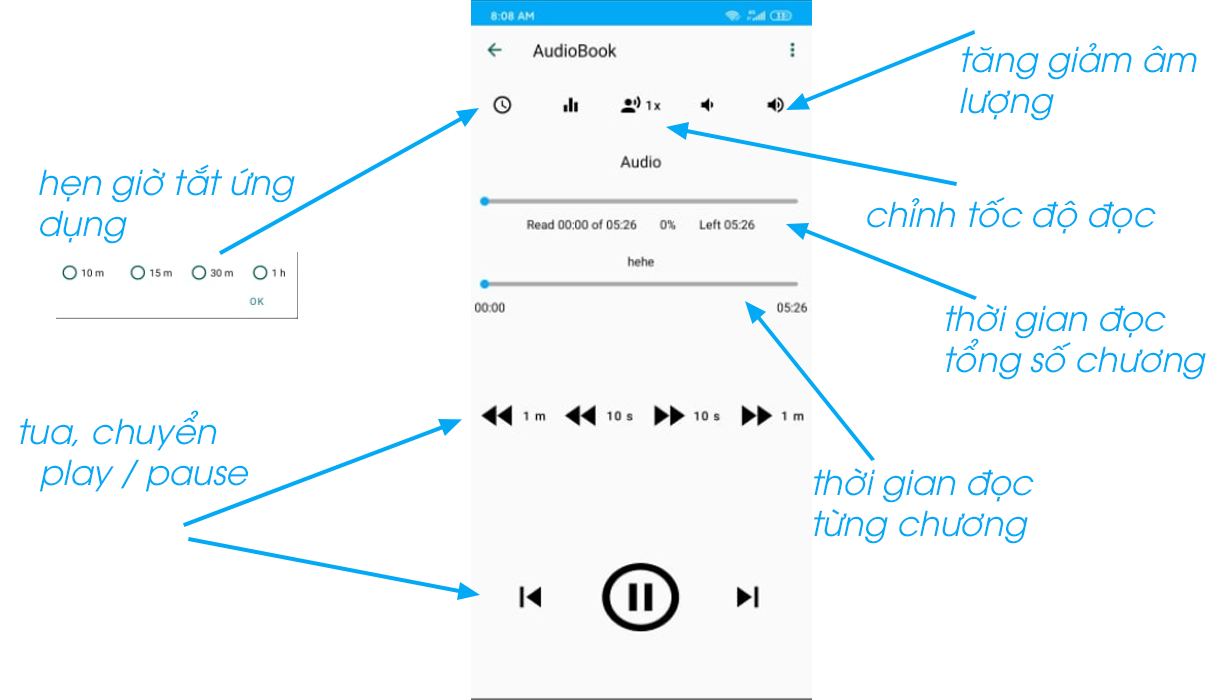 8:08 AM
AudioBook
1x
Audio
Read 00:00 of 05:26 0% Left 05:26
hehe
00:00 05:26
1 m 10 s 10 s 1 m
tăng giảm âm
lượng
chỉnh tốc độ đọc
thời gian đọc
tổng số chương
thời gian đọc
từng chương
hẹn giờ tắt ứng
dụng
10 m 15 m 30 m 1 h
OK
tua, chuyển
play / pause